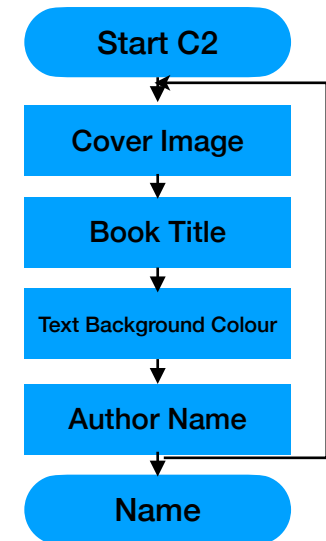 Start C2
Cover Image
Book Title
Text Background Colour
Author Name
Name